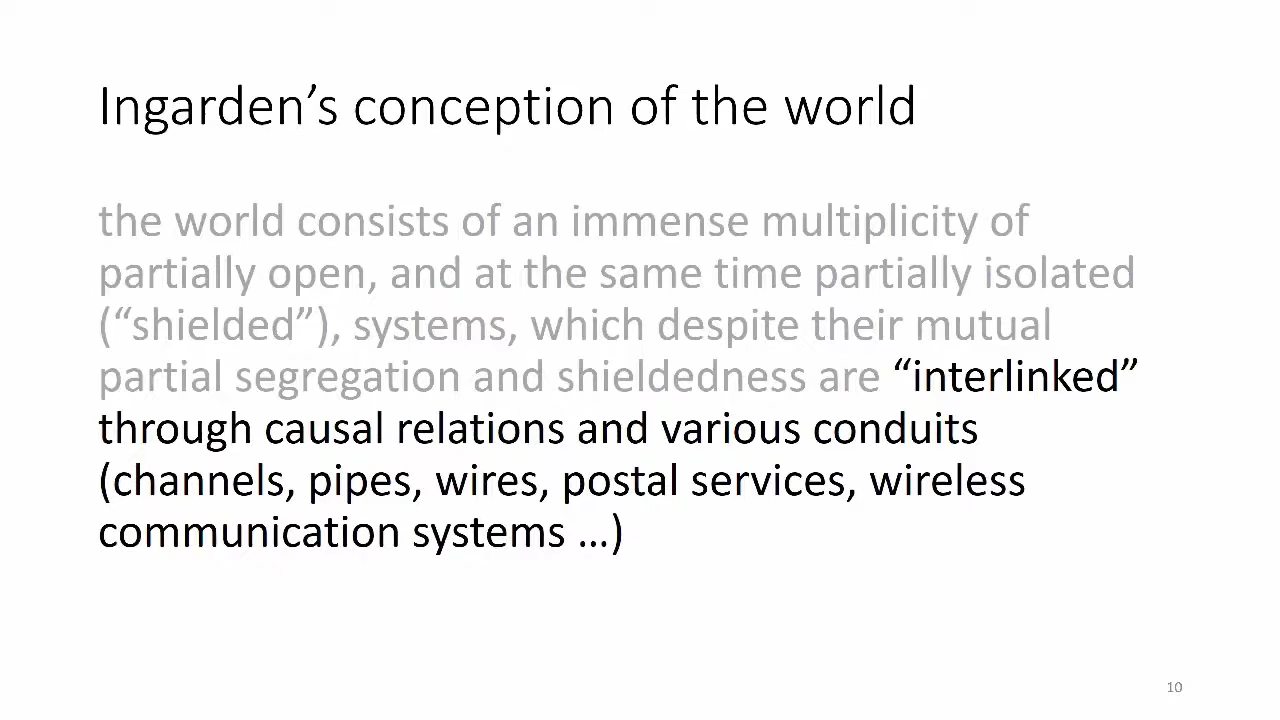 Ingarden’s conception of the world
the world consists of an immense multiplicity of
partially open, and at the same time partially isolated
(“shielded”), systems, which despite their mutual
partial segregation and shieldedness are “interlinked”
through causal relations and various conduits
(channels, pipes, wires, postal services, wireless
communication systems …)
10